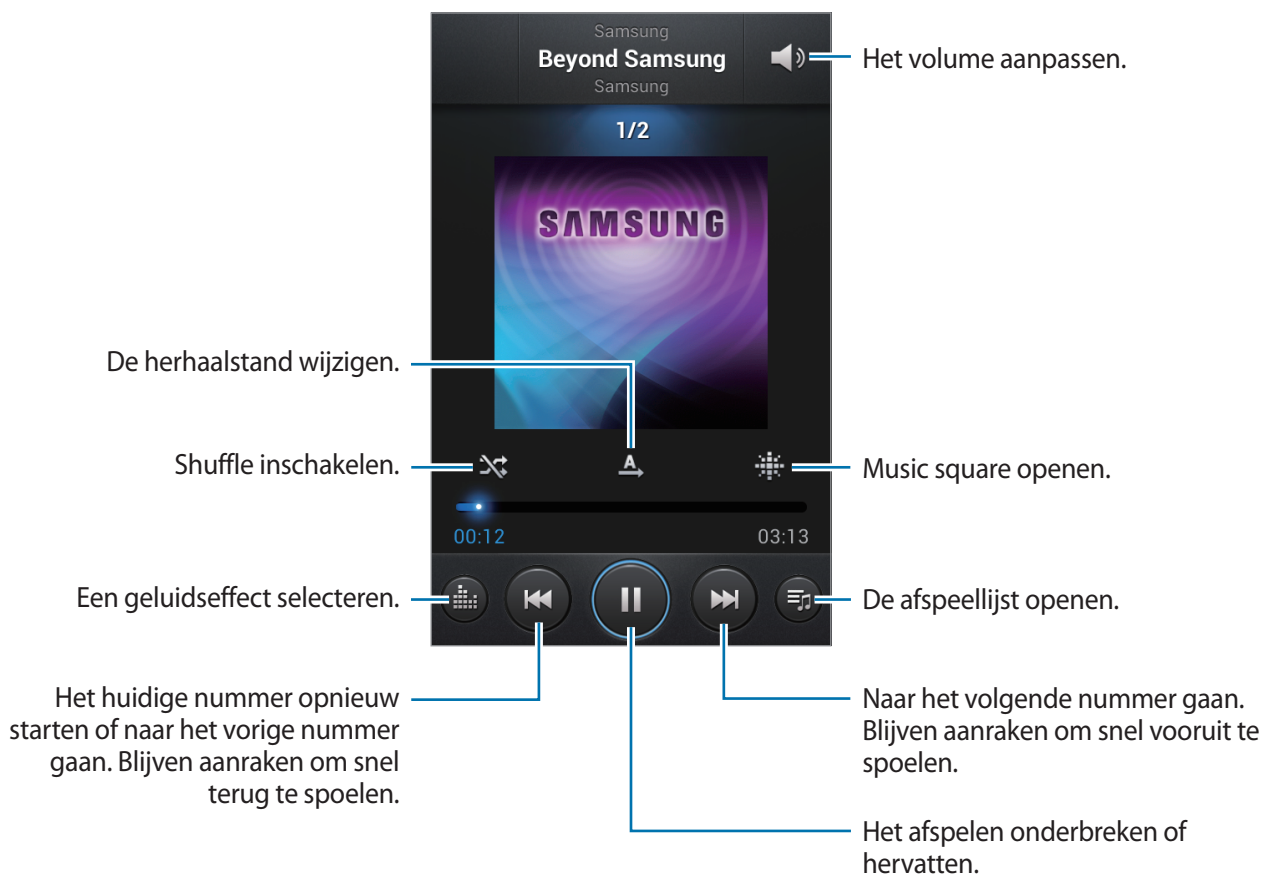 Samsung
Beyond Samsung
Samsung
Het volume aanpassen.
1/2
SAMSUNG
De herhaalstand wijzigen.
Shuffle inschakelen.
A
Music square openen.
00:12
03:13
Een geluidseffect selecteren.
De afspeellijst openen.
Het huidige nummer opnieuw
starten of naar het vorige nummer
gaan. Blijven aanraken om snel
terug te spoelen.
Naar het volgende nummer gaan.
Blijven aanraken om snel vooruit te
spoelen.
Het afspelen onderbreken of
hervatten.